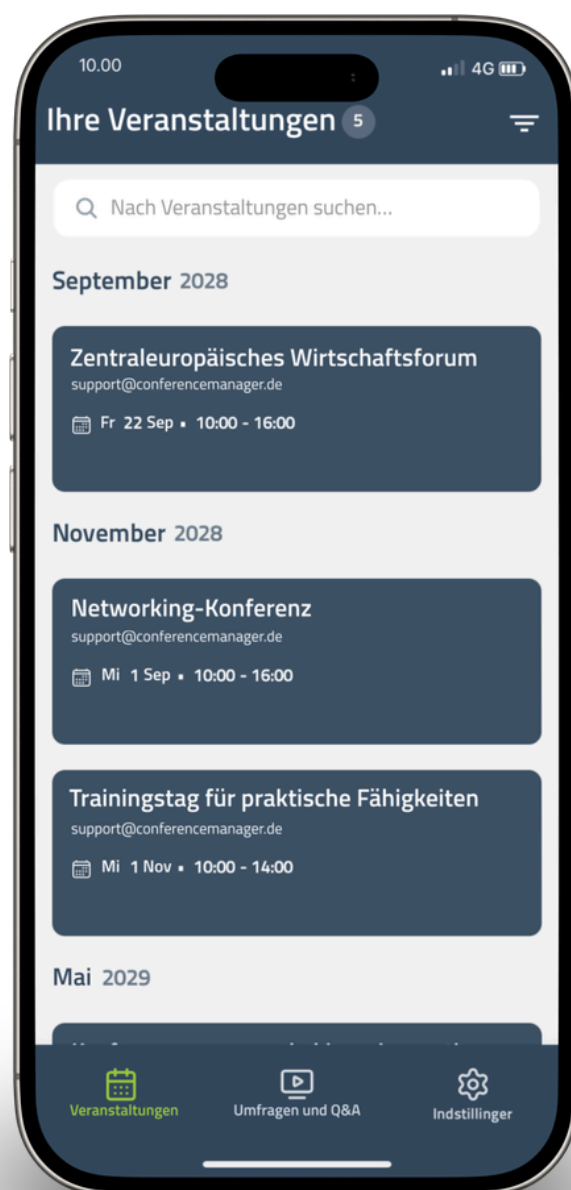 10.00
4G
Ihre Veranstaltungen 5
Nach Veranstaltungen suchen...
September 2028
Zentraleuropäisches Wirtschaftsforum
support@conferencemanager.de
Fr 22 Sep • 10:00 - 16:00
November 2028
Networking-Konferenz
support@conferencemanager.de
Mi 1 Sep • 10:00 - 16:00
Trainingstag für praktische Fähigkeiten
support@conferencemanager.de
Mi 1 Nov • 10:00 - 14:00
Mai 2029
Veranstaltungen
Umfragen und Q&A
Indstillinger